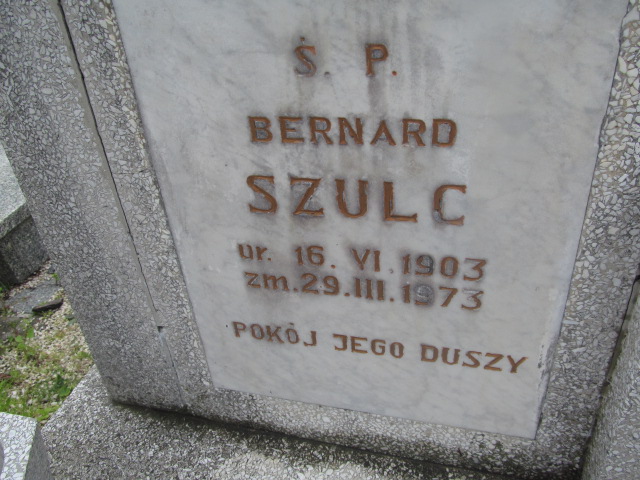 Ś. P.
BERNARD
SZULC
ur. 16. VI. 1903
zm. 29. III. 1973
POKÓJ JEGO DUSZY